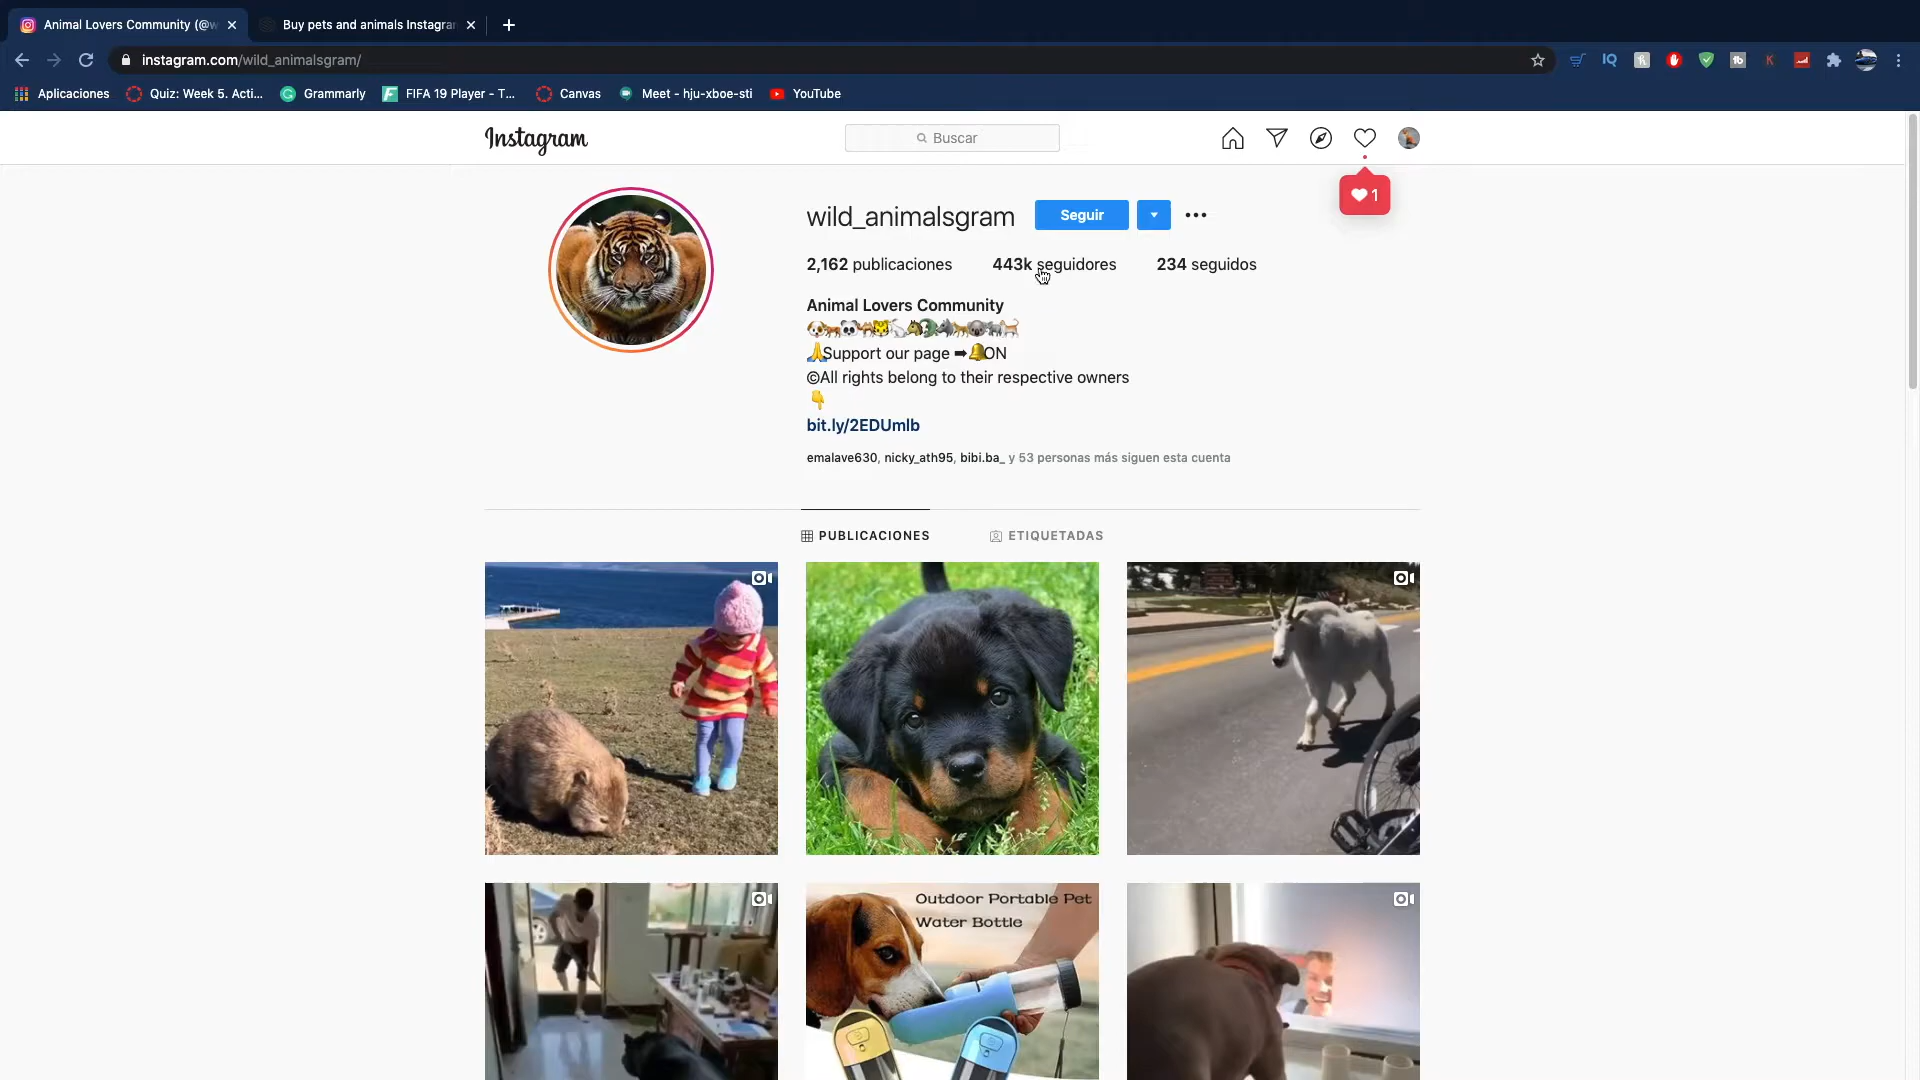 Animal Lovers Community (@w
Buy pets and animals Instagra
instagram.com/wild_animalsgram/
Aplicaciones
Quiz: Week 5. Acti...
Grammarly
FIFA 19 Player - T...
Canvas
Meet - hju-xboe-sti
YouTube
Instagram
Buscar
1
wild_animalsgram
Seguir
2,162 publicaciones
443k seguidores
234 seguidos
Animal Lovers Community
🙏Support our page ➡🔔ON
©All rights belong to their respective owners
bit.ly/2EDUmlb
emalave630, nicky_ath95, bibi.ba_ y 53 personas más siguen esta cuenta
PUBLICACIONES
ETIQUETADAS
Outdoor Portable Pet
Water Bottle